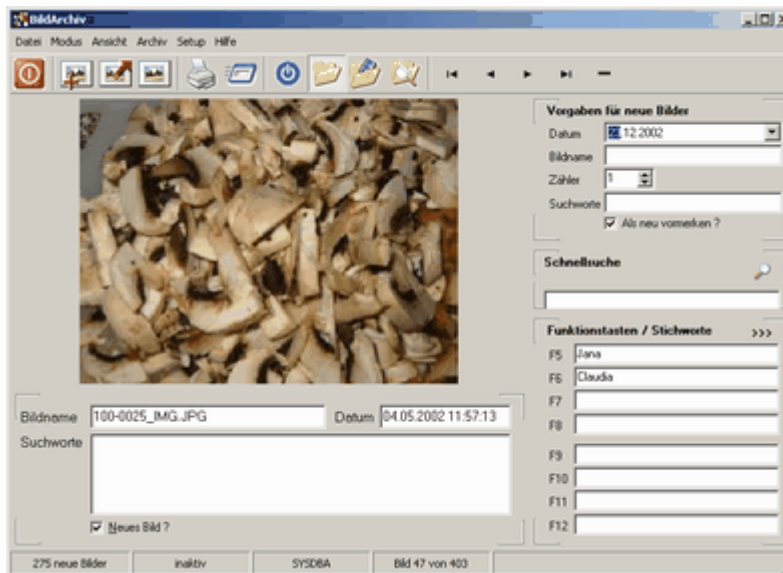 BildArchiv
Datei Modus Ansicht Archiv Setup Hilfe
Vorgaben für neue Bilder
Datum 23.12.2002
Bildname
Zähler 1
Suchworte
Als neu vormerken ?
Schnellsuche
Funktionstasten / Stichworte >>>
F5 Jana
F6 Claudia
F7
F8
F9
F10
F11
F12
Bildname 100-0025_IMG.JPG Datum 04.05.2002 11:57:13
Suchworte
Neues Bild ?
275 neue Bilder inaktiv SYSDBA Bild 47 von 403